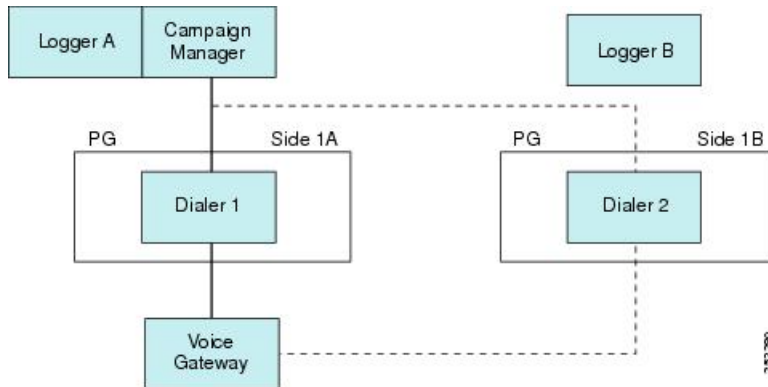 Logger A
Campaign
Manager
Logger B
PG
Side 1A
PG
Side 1B
Dialer 1
Dialer 2
Voice
Gateway